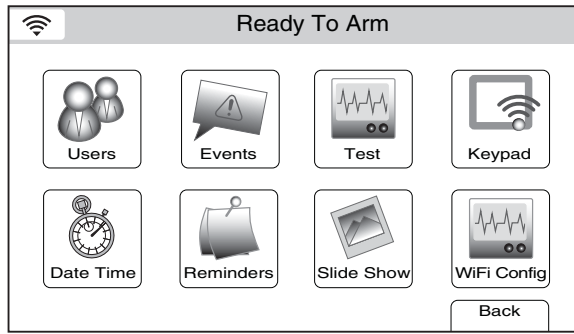 Ready To Arm
Users Events Test Keypad
Date Time Reminders Slide Show WiFi Config
Back